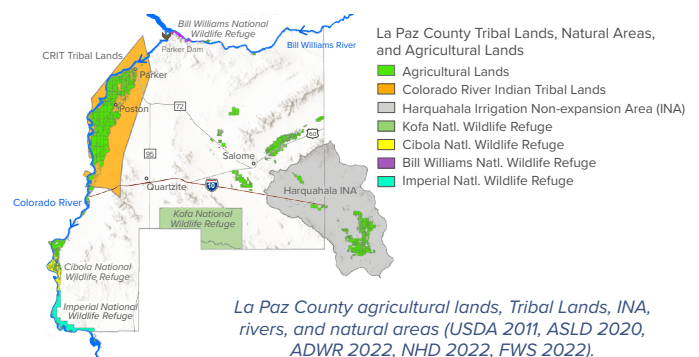 Bill Williams National
Wildlife Refuge
Bill Williams River
Parker Dam
CRIT Tribal Lands
Parker
Poston
72
95
60
Salome
Quartzite
10
Harquahala INA
Colorado River
Kofa National
Wildlife Refuge
Cibola National
Wildlife Refuge
Imperial National
Wildlife Refuge
La Paz County Tribal Lands, Natural Areas,
and Agricultural Lands
Agricultural Lands
Colorado River Indian Tribal Lands
Harquahala Irrigation Non-expansion Area (INA)
Kofa Natl. Wildlife Refuge
Cibola Natl. Wildlife Refuge
Bill Williams Natl. Wildlife Refuge
Imperial Natl. Wildlife Refuge
La Paz County agricultural lands, Tribal Lands, INA,
rivers, and natural areas (USDA 2011, ASLD 2020,
ADWR 2022, NHD 2022, FWS 2022).